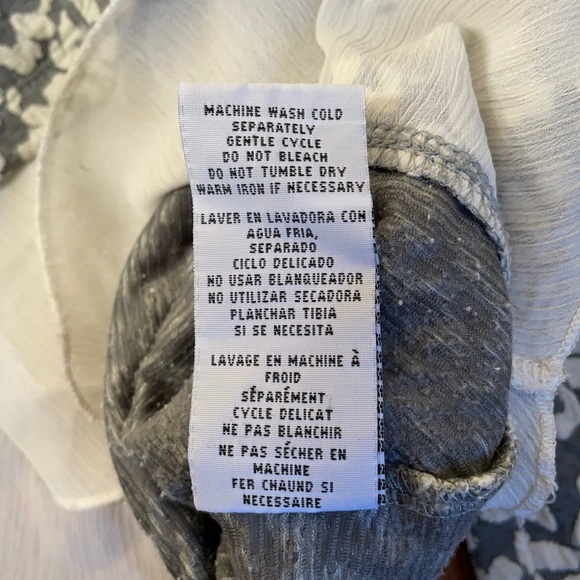 MACHINE WASH COLD
SEPARATELY
GENTLE CYCLE
DO NOT BLEACH
DO NOT TUMBLE DRY
WARM IRON IF NECESSARY
LAVER EN LAVADORA CON
AGUA FRIA,
SEPARADO
CICLO DELICADO
NO USAR BLANQUEADOR
NO UTILIZAR SECADORA
PLANCHAR TIBIA
SI SE NECESITA
LAVAGE EN MACHINE À
FROID
SÉPARÉMENT
CYCLE DELICAT
NE PAS BLANCHIR
NE PAS SÉCHER EN
MACHINE
FER CHAUND SI
NECESSAIRE